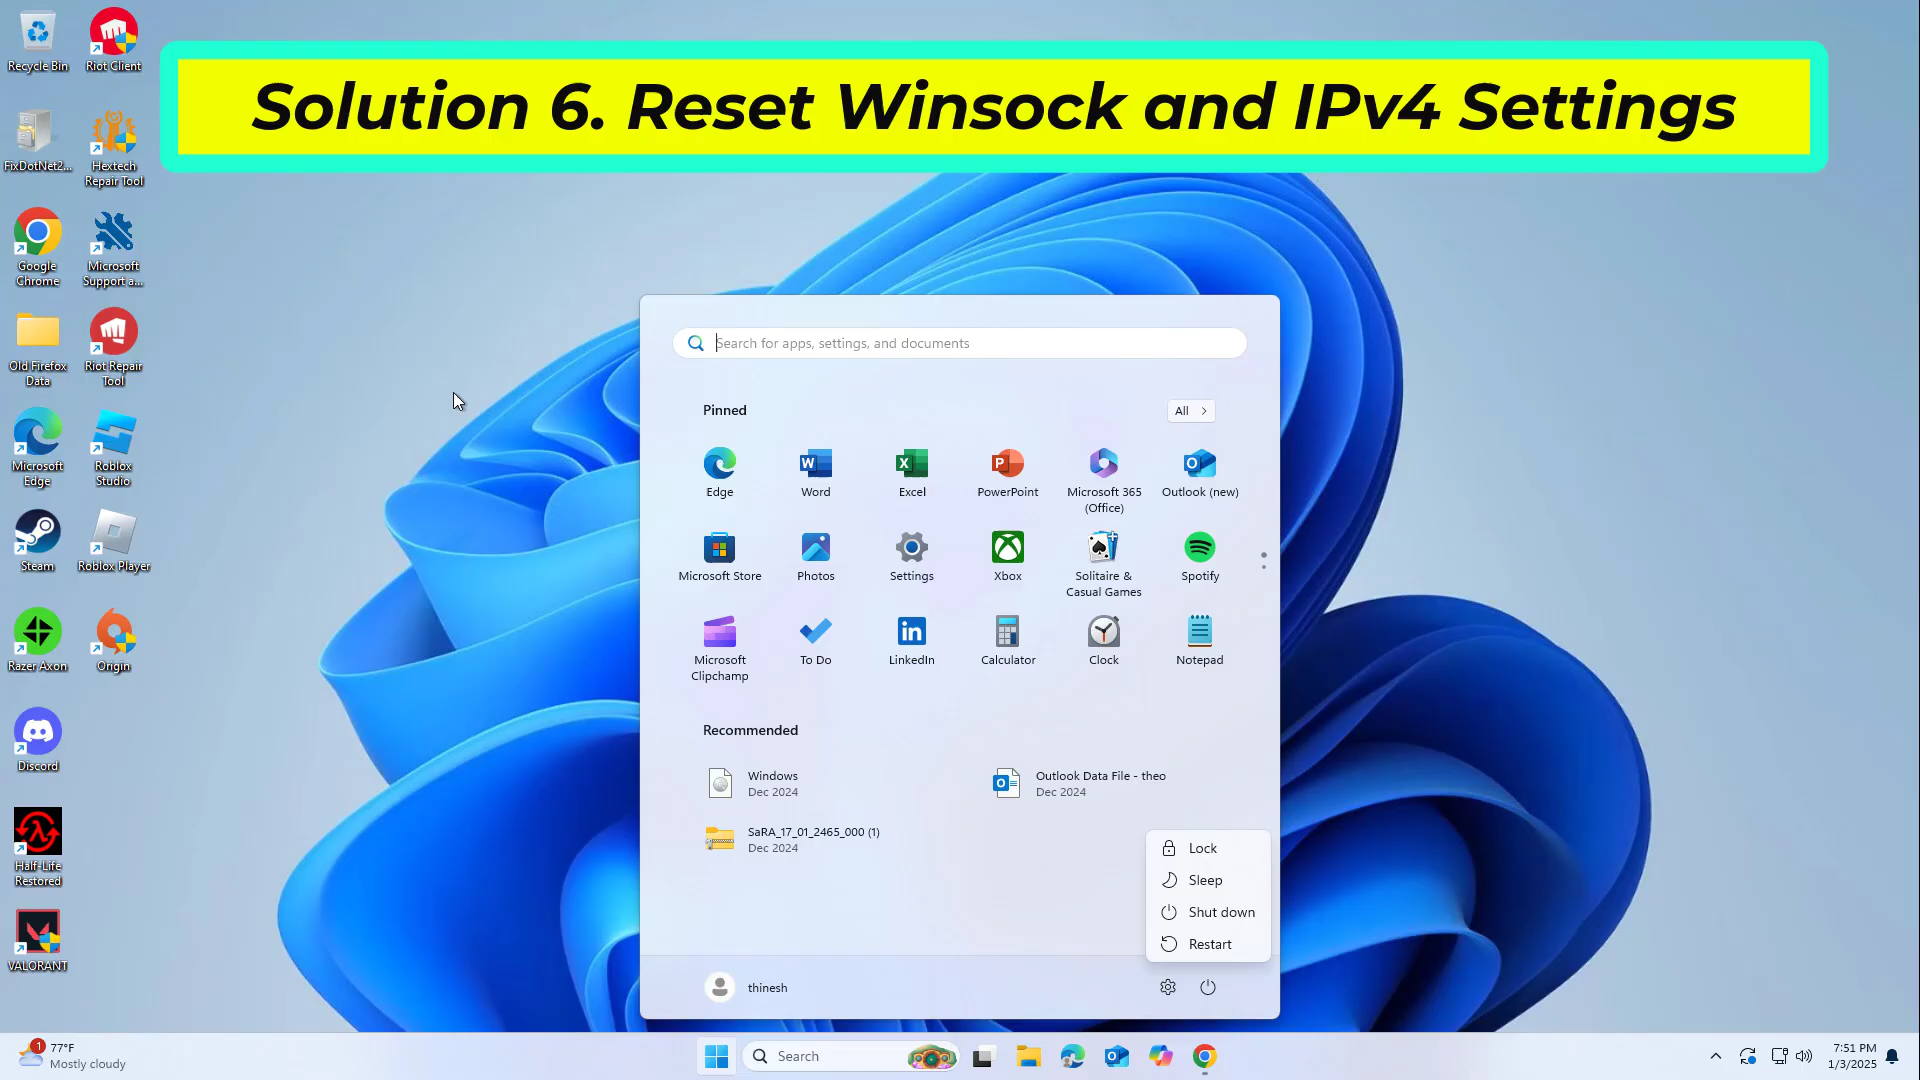 Solution 6. Reset Winsock and IPv4 Settings
Recycle Bin
Riot Client
FixDotNet2...
Hextech
Repair Tool
Google
Chrome
Microsoft
Support a...
Old Firefox
Data
Riot Repair
Tool
Microsoft
Edge
Roblox
Studio
Steam
Roblox Player
Razer Axon
Origin
Discord
Half-Life
Restored
VALORANT
Search for apps, settings, and documents
Pinned
All
Edge
Word
Excel
PowerPoint
Microsoft 365
(Office)
Outlook (new)
Microsoft Store
Photos
Settings
Xbox
Solitaire &
Casual Games
Spotify
Microsoft
Clipchamp
To Do
LinkedIn
Calculator
Clock
Notepad
Recommended
Windows
Dec 2024
Outlook Data File - theo
Dec 2024
SaRA_17_01_2465_000 (1)
Dec 2024
Lock
Sleep
Shut down
Restart
thinesh
1
77°F
Mostly cloudy
Search
7:51 PM
1/3/2025